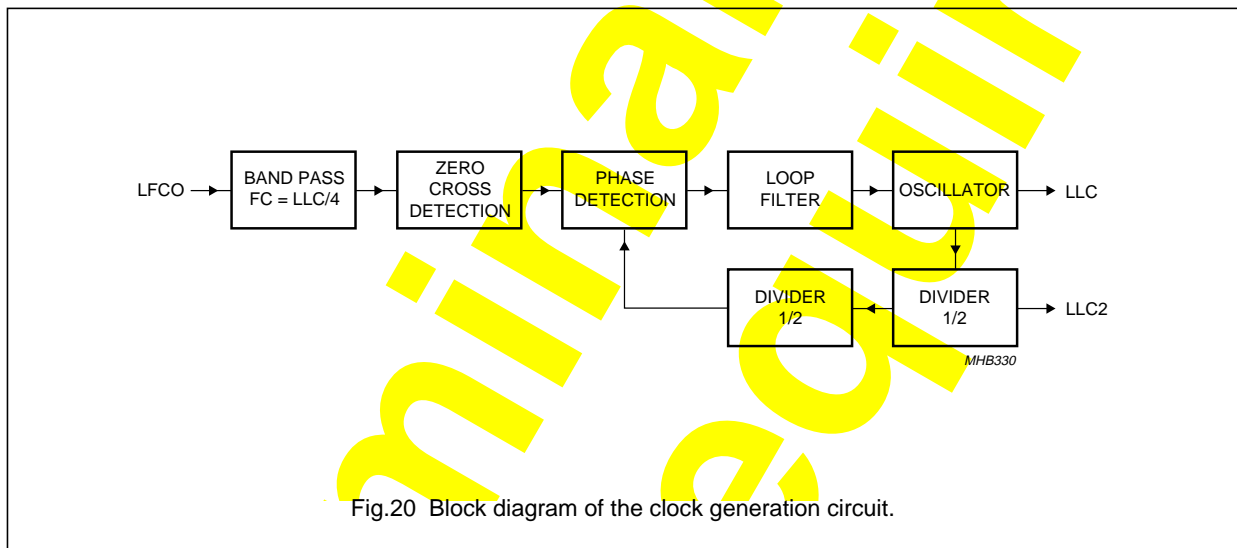 LFCO
BAND PASS
FC = LLC/4
ZERO
CROSS
DETECTION
PHASE
DETECTION
LOOP
FILTER
OSCILLATOR
LLC
DIVIDER
1/2
DIVIDER
1/2
LLC2
MHB330
Fig.20 Block diagram of the clock generation circuit.